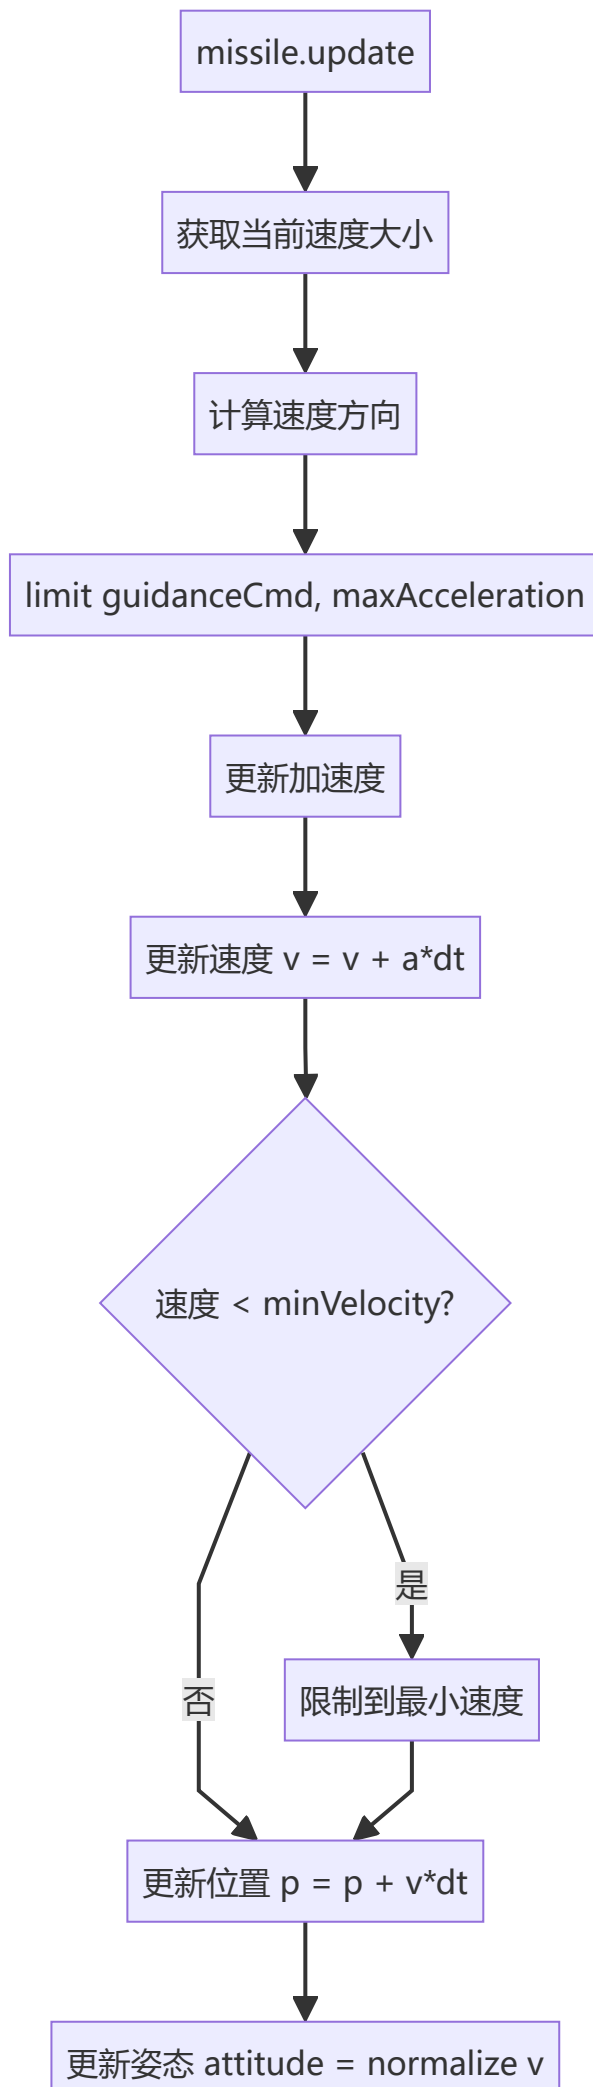 missile.update
获取当前速度大小
计算速度方向
limit guidanceCmd, maxAcceleration
更新加速度
更新速度 v = v + a*dt
速度 < minVelocity?
是
否
限制到最小速度
更新位置 p = p + v*dt
更新姿态 attitude = normalize v